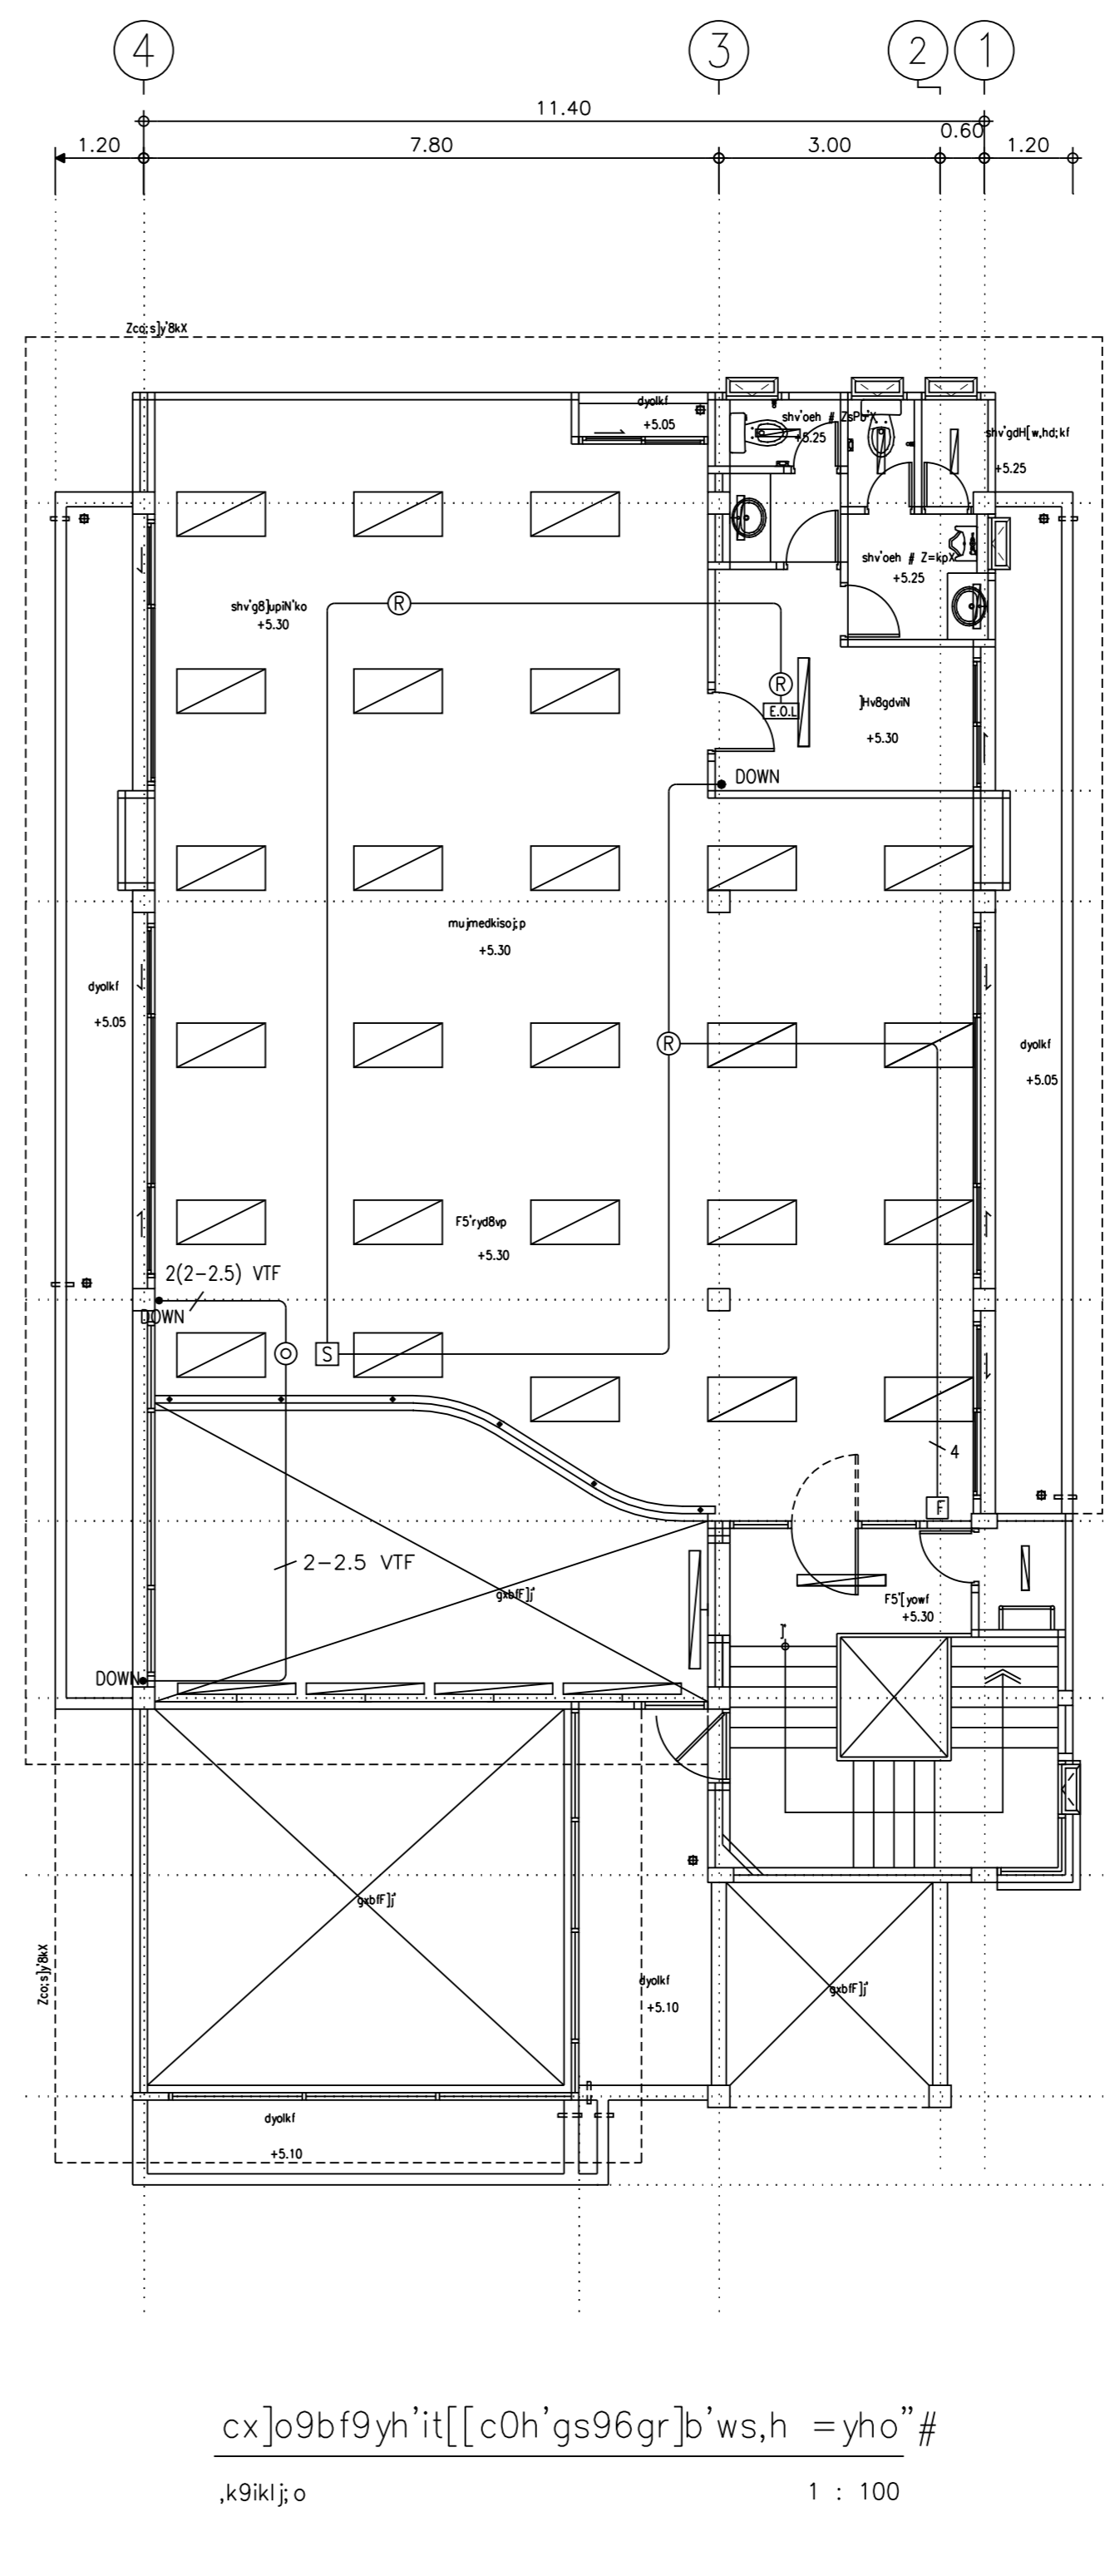 4
3
2
1
11.40
1.20
7.80
3.00
0.60
1.20
Zco;s]y'8kX
dyolkf
+5.05
shv'oeh # ZsPb'X
+5.25
shv'gdH[w,hd;kf
+5.25
shv'oeh # Z=kpX
+5.25
shv'g8]upiN'ko
+5.30
R
R
E.O.L
]Hv8gdviN
+5.30
DOWN
mujmedkisoj;p
+5.30
dyolkf
+5.05
R
dyolkf
+5.05
F5'ryd8vp
+5.30
2(2-2.5) VTF
DOWN
S
4
F
2-2.5 VTF
gxbfF]j'
F5'[yowf
+5.30
j'
DOWN
gxbfF]j'
Zco;s]y'8kX
dyolkf
+5.10
gxbfF]j'
dyolkf
+5.10
cx]o9bf9yh'it[[c0h'gs96gr]b'ws,h =yho"#
,k9iklj;o
1 : 100